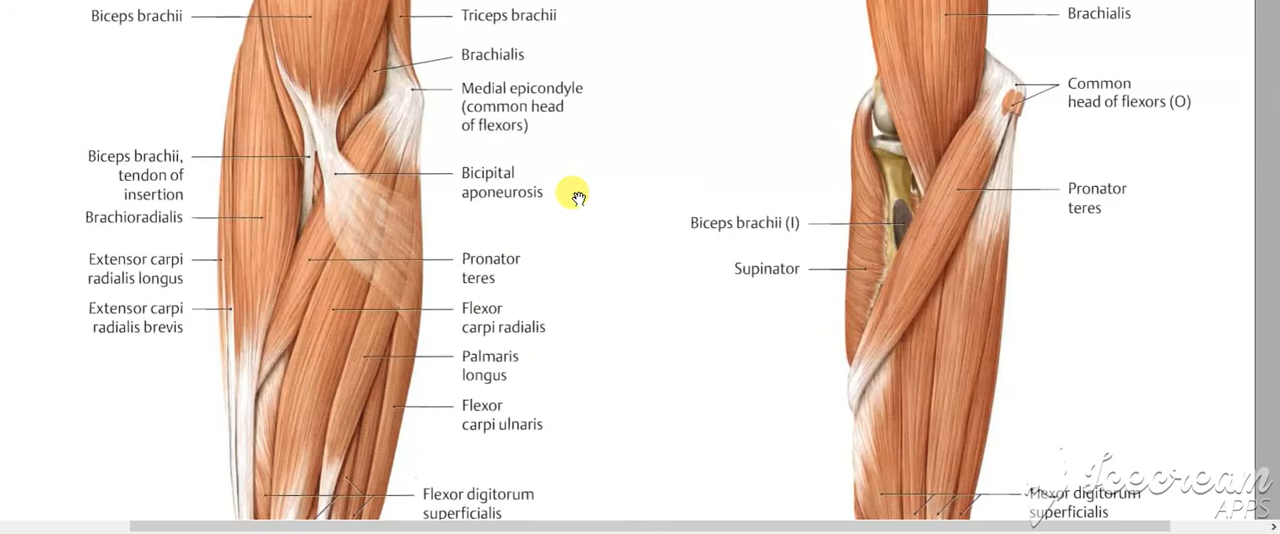 Biceps brachii
Triceps brachii
Brachialis
Medial epicondyle
(common head
of flexors)
Biceps brachii,
tendon of
insertion
Bicipital
aponeurosis
Brachioradialis
Extensor carpi
radialis longus
Pronator
teres
Extensor carpi
radialis brevis
Flexor
carpi radialis
Palmaris
longus
Flexor
carpi ulnaris
Flexor digitorum
superficialis
Brachialis
Common
head of flexors (O)
Pronator
teres
Biceps brachii (I)
Supinator
Flexor digitorum
superficialis
Icecream
APPS